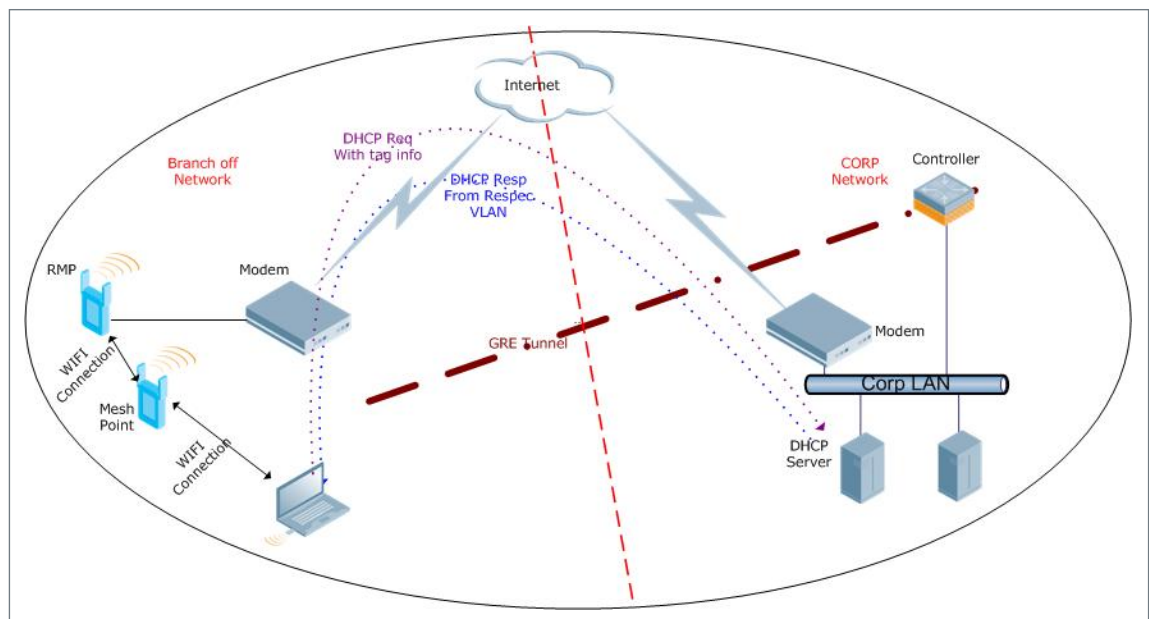 Internet
DHCP Req
With tag info
Branch off
Network
DHCP Resp
From Respec
VLAN
CORP
Network
Controller
RMP
Modem
WIFI
Connection
Mesh
Point
WIFI
Connection
GRE Tunnel
Modem
Corp LAN
DHCP
Server